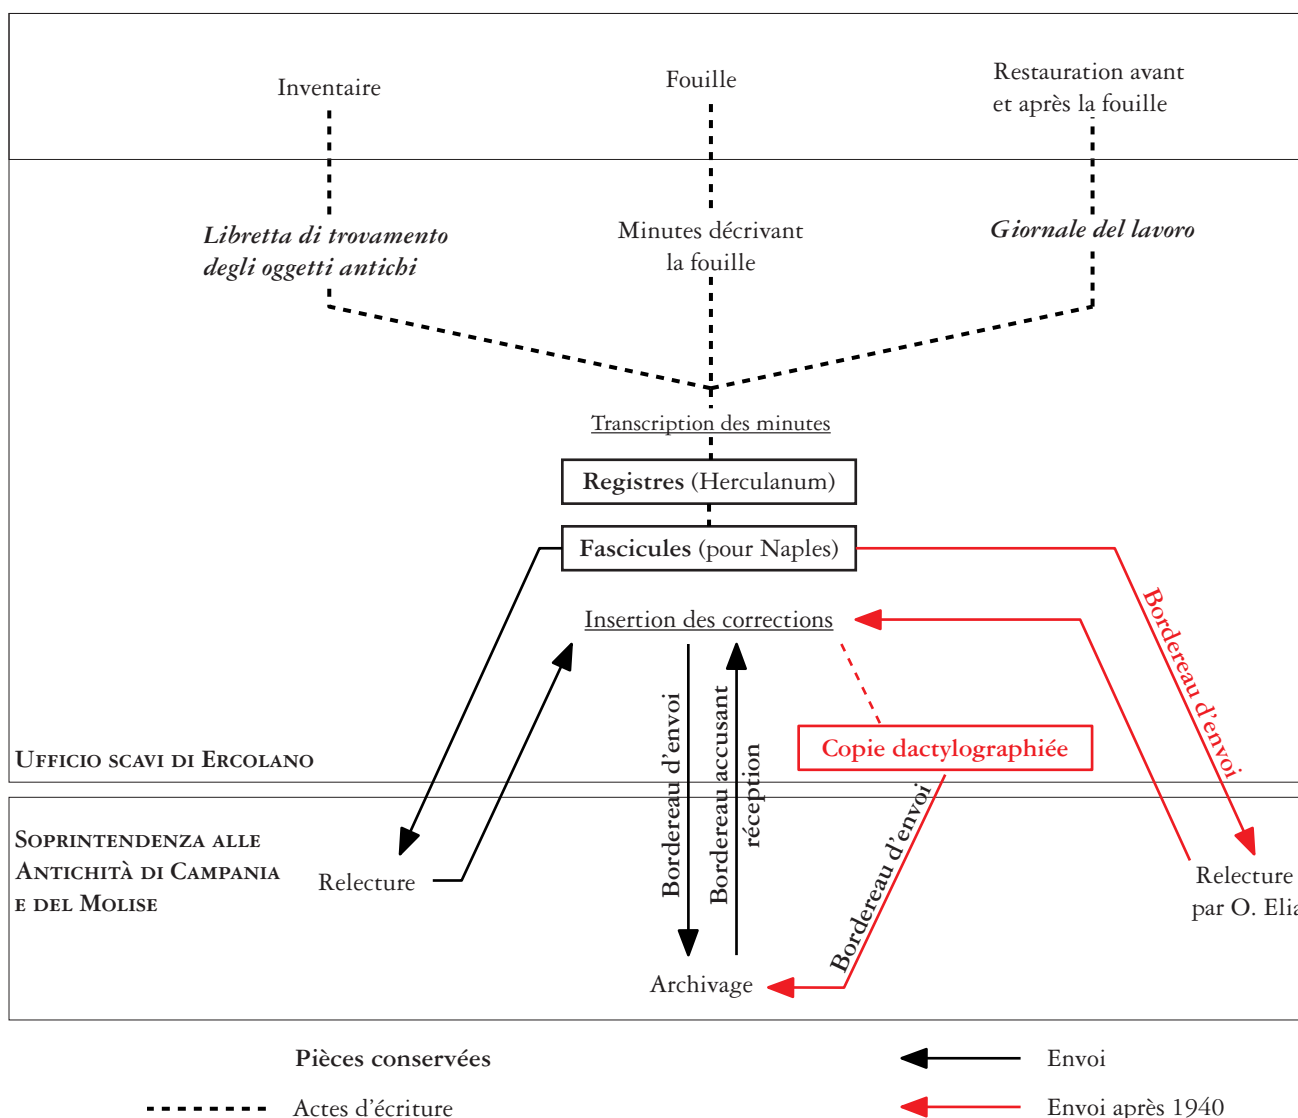 Inventaire
Fouille
Restauration avant
et après la fouille
Libretta di trovamento
degli oggetti antichi
Minutes décrivant
la fouille
Giornale del lavoro
Transcription des minutes
Registres (Herculanum)
Fascicules (pour Naples)
Insertion des corrections
Bordereau d'envoi
Bordereau d'envoi
Bordereau accusant
réception
Copie dactylographiée
Bordereau d'envoi
UFFICIO SCAVI DI ERCOLANO
SOPRINTENDENZA ALLE
ANTICHITÀ DI CAMPANIA
E DEL MOLISE
Relecture
Relecture
par O. Elia
Archivage
Pièces conservées
Envoi
Actes d'écriture
Envoi après 1940